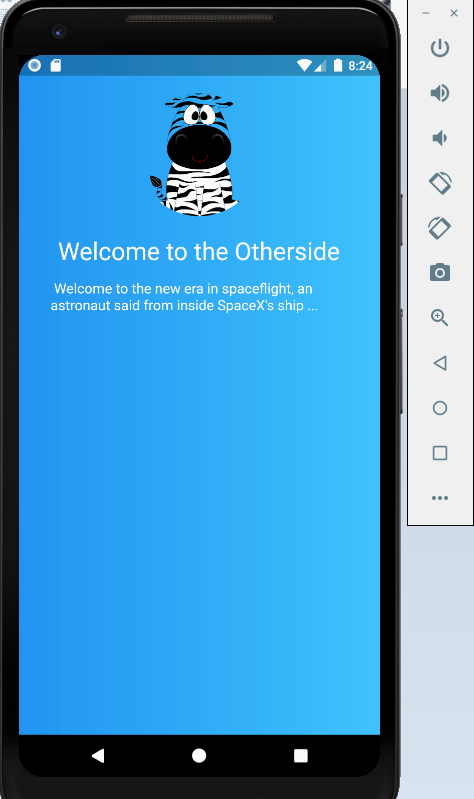 8:24
Welcome to the Otherside
Welcome to the new era in spaceflight, an
astronaut said from inside SpaceX's ship ...